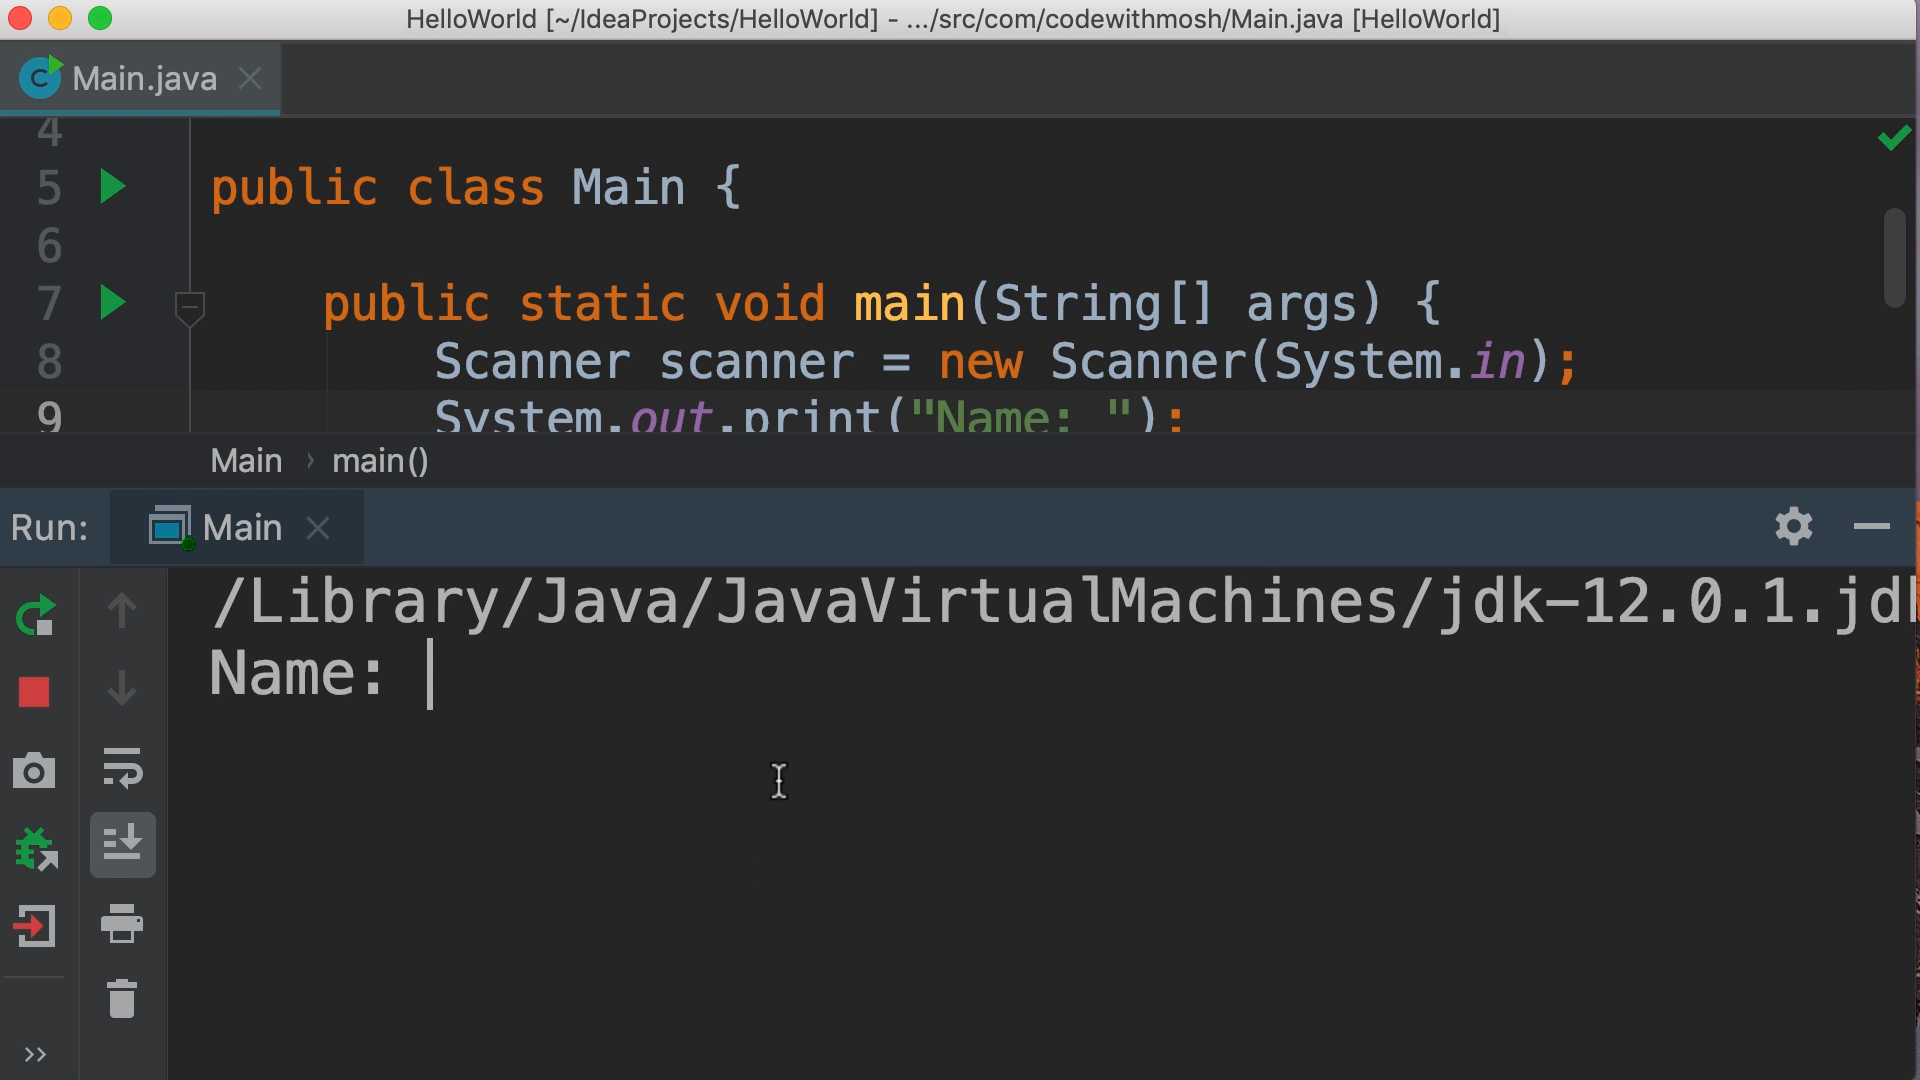 HelloWorld [~/IdeaProjects/HelloWorld] - .../src/com/codewithmosh/Main.java [HelloWorld]
Main.java
4
5 public class Main {
6
7 public static void main(String[] args) {
8 Scanner scanner = new Scanner(System.in);
9 System.out.print("Name: ");
Main › main()
Run: Main
/Library/Java/JavaVirtualMachines/jdk-12.0.1.jdk
Name: